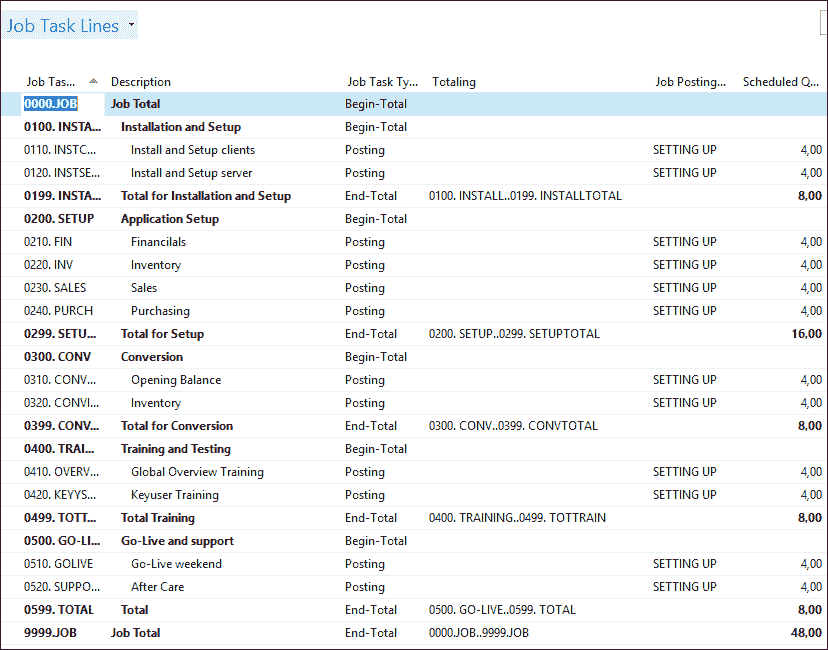 Job Task Lines
Job Tas... Description Job Task Ty... Totaling Job Posting... Scheduled Q...
0000.JOB Job Total Begin-Total
0100. INSTA... Installation and Setup Begin-Total
0110. INSTC... Install and Setup clients Posting SETTING UP 4,00
0120. INSTSE... Install and Setup server Posting SETTING UP 4,00
0199. INSTA... Total for Installation and Setup End-Total 0100. INSTALL..0199. INSTALLTOTAL 8,00
0200. SETUP Application Setup Begin-Total
0210. FIN Financilals Posting SETTING UP 4,00
0220. INV Inventory Posting SETTING UP 4,00
0230. SALES Sales Posting SETTING UP 4,00
0240. PURCH Purchasing Posting SETTING UP 4,00
0299. SETU... Total for Setup End-Total 0200. SETUP..0299. SETUPTOTAL 16,00
0300. CONV Conversion Begin-Total
0310. CONV... Opening Balance Posting SETTING UP 4,00
0320. CONVI... Inventory Posting SETTING UP 4,00
0399. CONV... Total for Conversion End-Total 0300. CONV..0399. CONVTOTAL 8,00
0400. TRAI... Training and Testing Begin-Total
0410. OVERV... Global Overview Training Posting SETTING UP 4,00
0420. KEYYS... Keyuser Training Posting SETTING UP 4,00
0499. TOTT... Total Training End-Total 0400. TRAINING..0499. TOTTRAIN 8,00
0500. GO-LI... Go-Live and support Begin-Total
0510. GOLIVE Go-Live weekend Posting SETTING UP 4,00
0520. SUPPO... After Care Posting SETTING UP 4,00
0599. TOTAL Total End-Total 0500. GO-LIVE..0599. TOTAL 8,00
9999.JOB Job Total End-Total 0000.JOB..9999.JOB 48,00